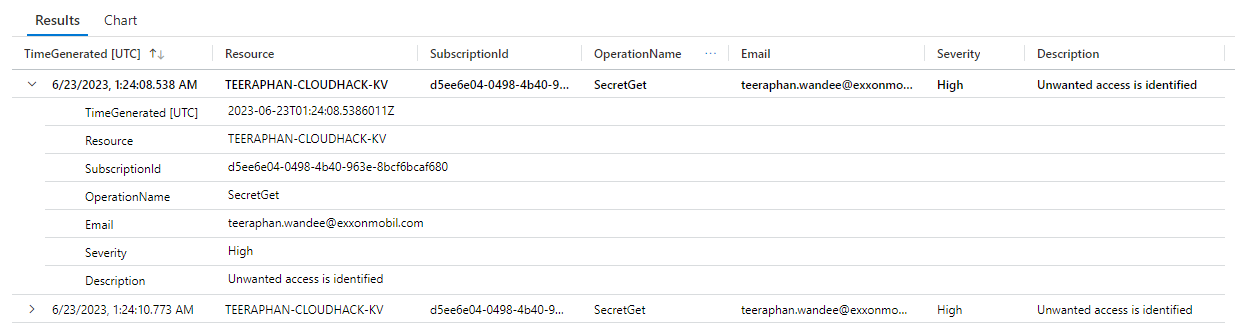 Results Chart
TimeGenerated [UTC] ↑↓ Resource SubscriptionId OperationName ··· Email Severity Description
6/23/2023, 1:24:08.538 AM TEERAPHAN-CLOUDHACK-KV d5ee6e04-0498-4b40-9... SecretGet teeraphan.wandee@exxonmo... High Unwanted access is identified
TimeGenerated [UTC] 2023-06-23T01:24:08.5386011Z
Resource TEERAPHAN-CLOUDHACK-KV
SubscriptionId d5ee6e04-0498-4b40-963e-8bcf6bcaf680
OperationName SecretGet
Email teeraphan.wandee@exxonmobil.com
Severity High
Description Unwanted access is identified
6/23/2023, 1:24:10.773 AM TEERAPHAN-CLOUDHACK-KV d5ee6e04-0498-4b40-9... SecretGet teeraphan.wandee@exxonmo... High Unwanted access is identified